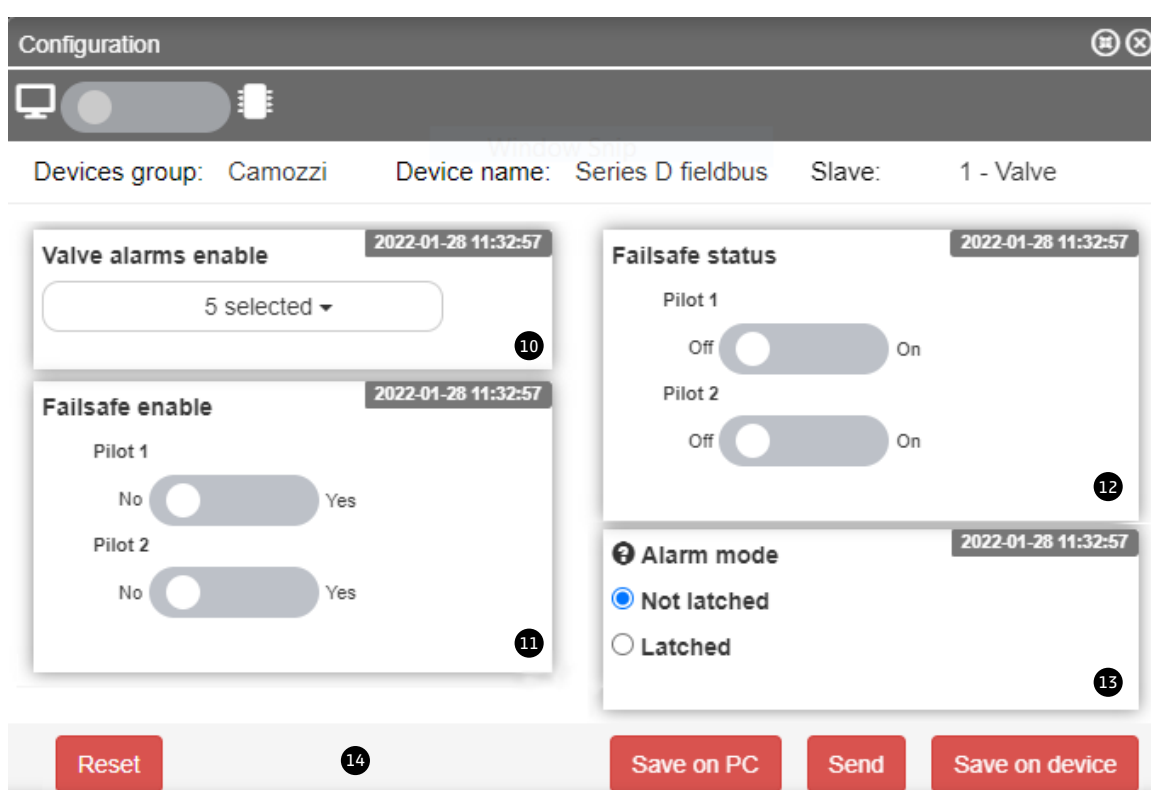 Configuration
Window Snip
Devices group: Camozzi Device name: Series D fieldbus Slave: 1 - Valve
Valve alarms enable 2022-01-28 11:32:57
5 selected
10
Failsafe enable 2022-01-28 11:32:57
Pilot 1
No Yes
Pilot 2
No Yes
11
Failsafe status 2022-01-28 11:32:57
Pilot 1
Off On
Pilot 2
Off On
12
? Alarm mode 2022-01-28 11:32:57
Not latched
Latched
13
Reset 14 Save on PC Send Save on device